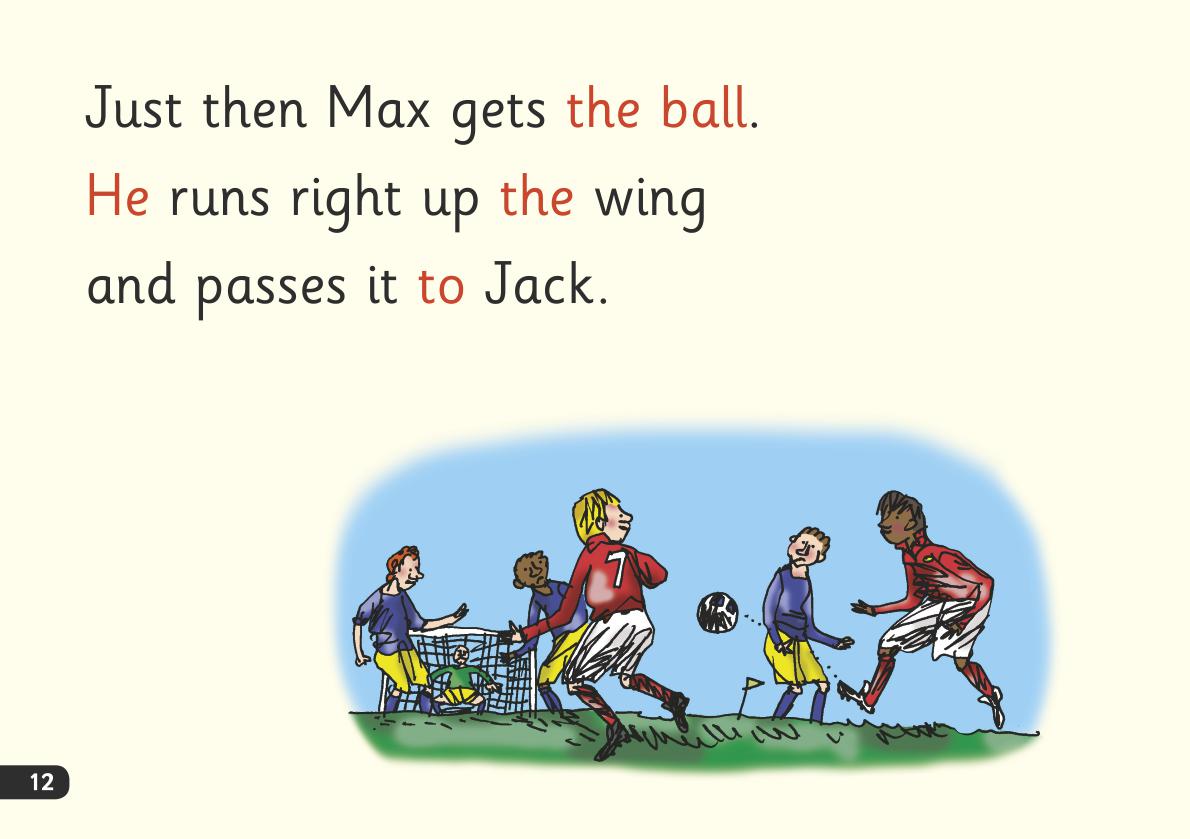 Just then Max gets the ball.
He runs right up the wing
and passes it to Jack.
7
12